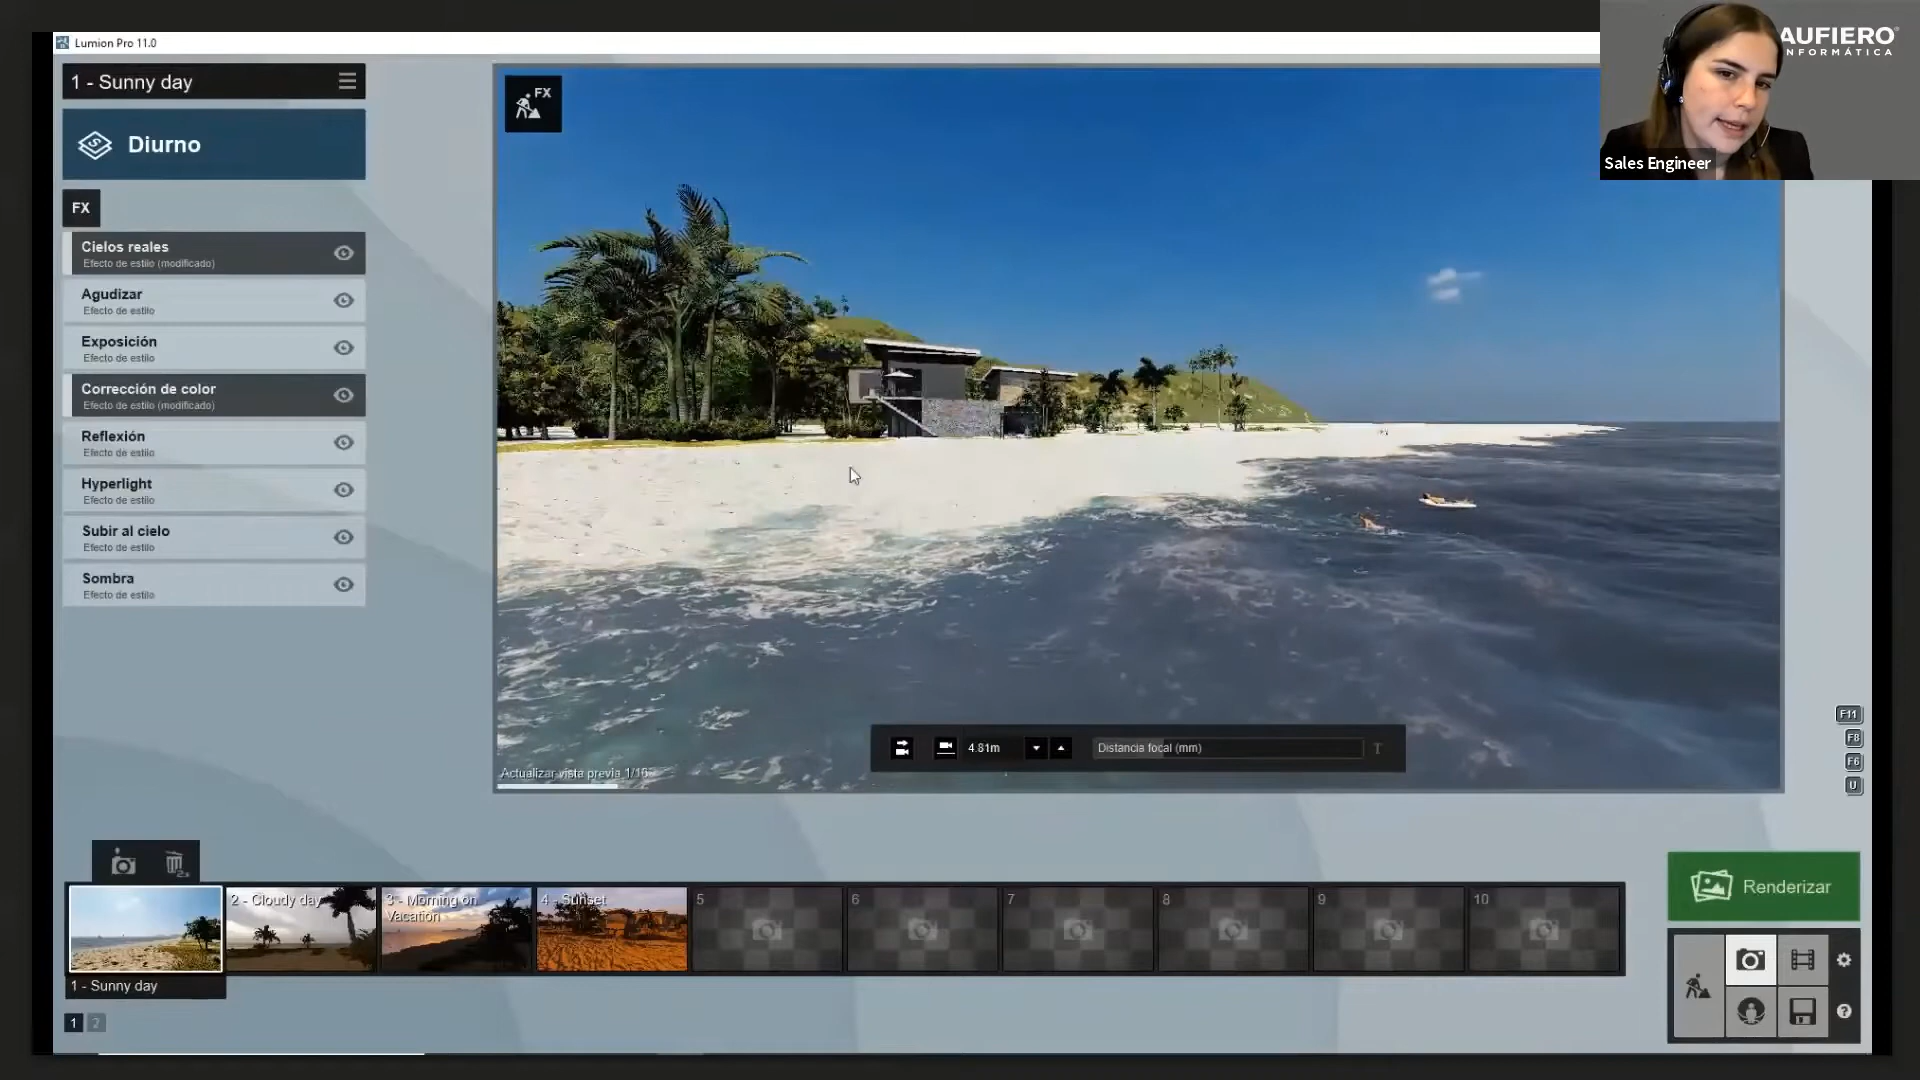 Lumion Pro 11.0
AUFIERO
INFORMÁTICA
Sales Engineer
1 - Sunny day
Diurno
FX
FX
Cielos reales
Efecto de estilo (modificado)
Agudizar
Efecto de estilo
Exposición
Efecto de estilo
Corrección de color
Efecto de estilo (modificado)
Reflexión
Efecto de estilo
Hyperlight
Efecto de estilo
Subir al cielo
Efecto de estilo
Sombra
Efecto de estilo
4.81m
Distancia focal (mm)
T
Actualizar vista previa 1/16
F11
F8
F6
U
2x
2 - Cloudy day
3 - Morning on
Vacation
4 - Sunset
5
6
7
8
9
10
1 - Sunny day
Renderizar
1 2